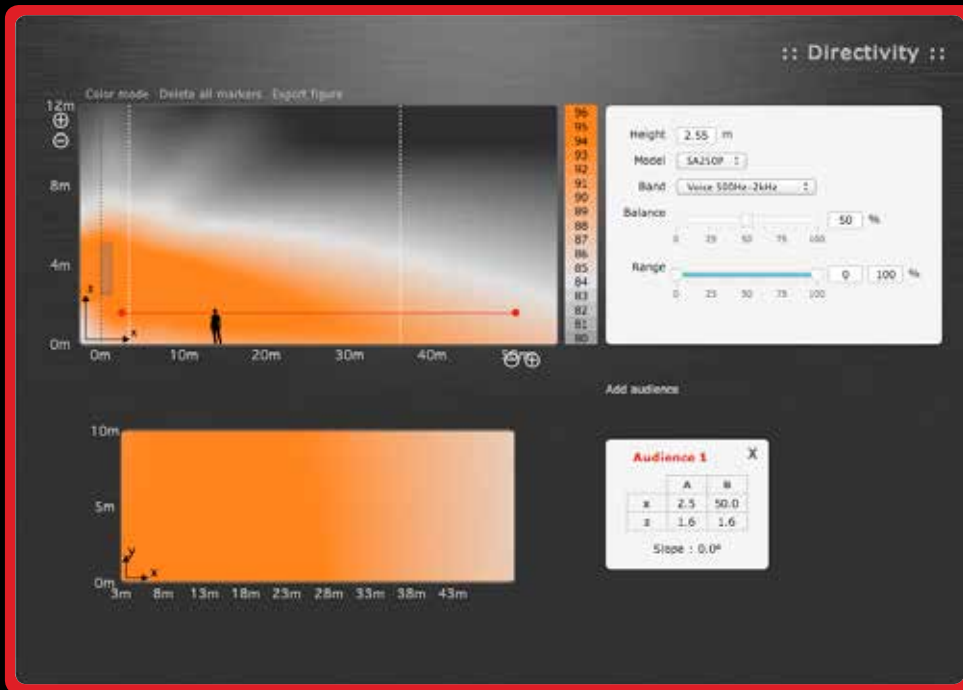 :: Directivity ::
Color mode Delete all markers Export figure
12m
8m
4m
0m
z
x
0m 10m 20m 30m 40m
96
95
94
93
92
91
90
89
88
87
86
85
84
83
82
81
80
Height 2.55 m
Model SA250P
Band Voice 500Hz-2kHz
Balance 50 %
0 25 50 75 100
Range 0 100 %
0 25 50 75 100
Add audience
10m
5m
0m
y
x
3m 8m 13m 18m 23m 28m 33m 38m 43m
Audience 1 X
A B
x 2.5 50.0
z 1.6 1.6
Slope : 0.0º